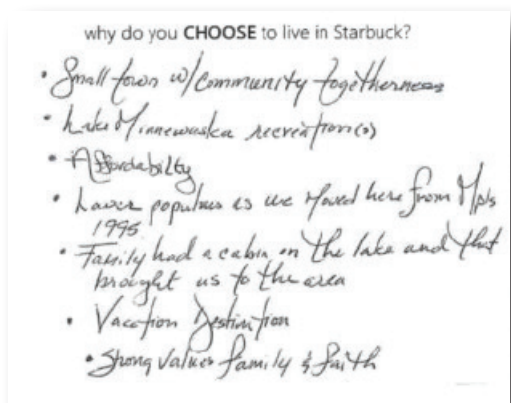 why do you CHOOSE to live in Starbuck?
• Small town w/ community togetherness
• Lake Minnewaska recreation(s)
• Affordabilty
• Lower populus as we moved here from Mpls
1995
• Family had a cabin on the lake and that
brought us to the area
• Vacation Destination
• Strong values family & faith